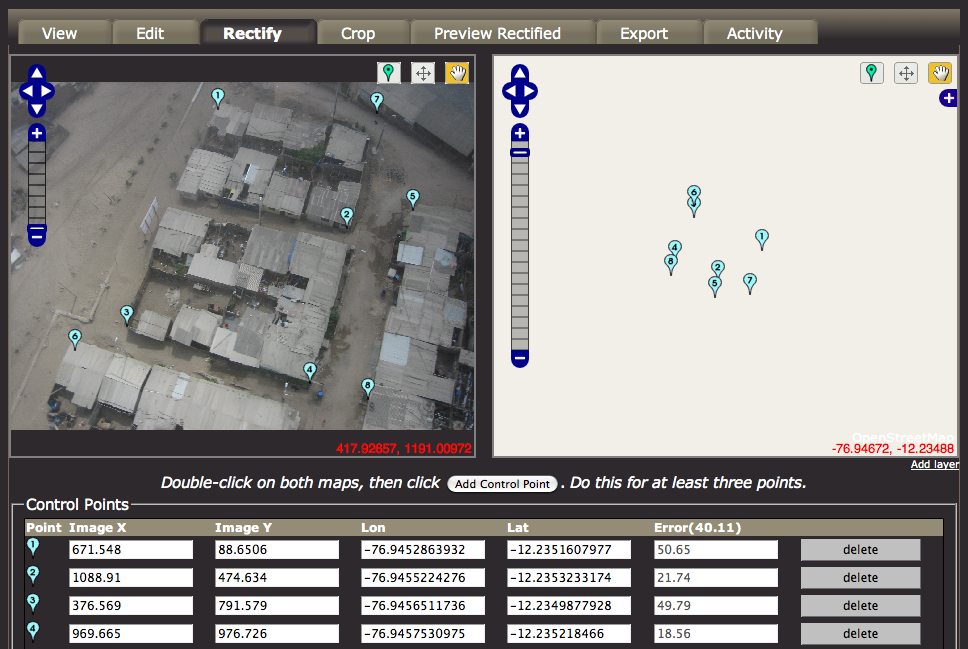 View Edit Rectify Crop Preview Rectified Export Activity
1 7
5
2
3
6
4
8
6
1
4
8
2
5 7
OpenStreetMap
417.92657, 1191.00972
-76.94672, -12.23488
Add layer
Double-click on both maps, then click Add Control Point . Do this for at least three points.
Control Points
Point Image X Image Y Lon Lat Error(40.11)
1 671.548 88.6506 -76.9452863932 -12.2351607977 50.65 delete
2 1088.91 474.634 -76.9455224276 -12.2353233174 21.74 delete
3 376.569 791.579 -76.9456511736 -12.2349877928 49.79 delete
4 969.665 976.726 -76.9457530975 -12.235218466 18.56 delete